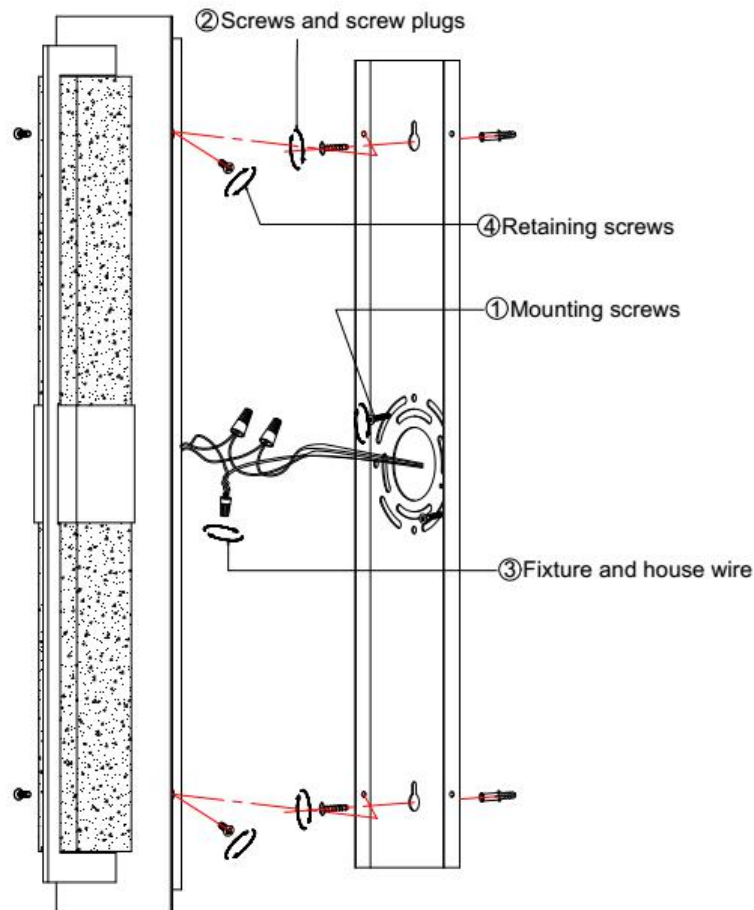 ②Screws and screw plugs
④Retaining screws
①Mounting screws
③Fixture and house wire